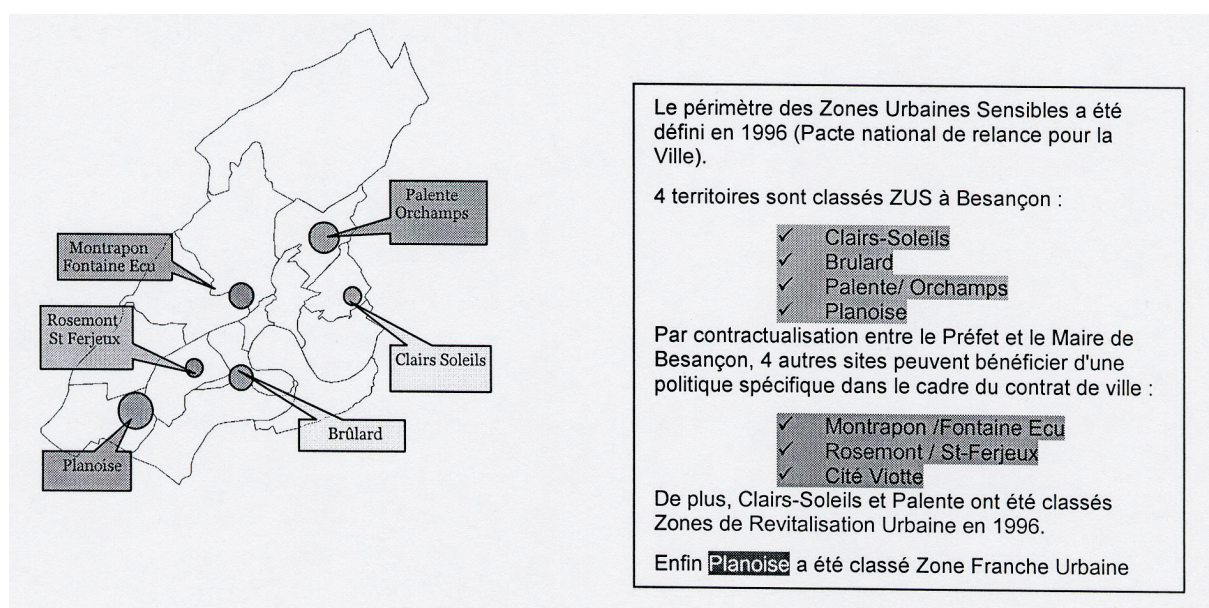 Palente
Orchamps
Montrapon
Fontaine Ecu
Rosemont/
St Ferjeux
Clairs Soleils
Brûlard
Planoise
Le périmètre des Zones Urbaines Sensibles a été
défini en 1996 (Pacte national de relance pour la
Ville).
4 territoires sont classés ZUS à Besançon :
✓ Clairs-Soleils
✓ Brulard
✓ Palente/ Orchamps
✓ Planoise
Par contractualisation entre le Préfet et le Maire de
Besançon, 4 autres sites peuvent bénéficier d'une
politique spécifique dans le cadre du contrat de ville :
✓ Montrapon /Fontaine Ecu
✓ Rosemont / St-Ferjeux
✓ Cité Viotte
De plus, Clairs-Soleils et Palente ont été classés
Zones de Revitalisation Urbaine en 1996.
Enfin Planoise a été classé Zone Franche Urbaine